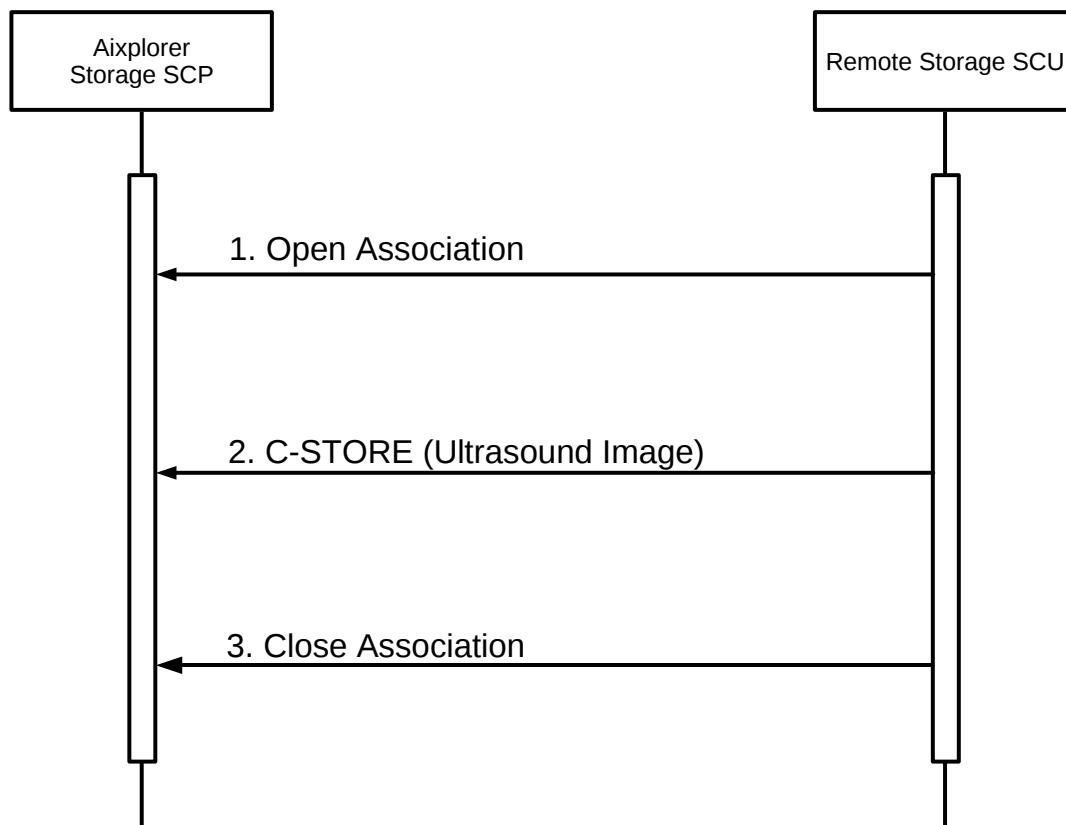 Aixplorer
Storage SCP
Remote Storage SCU
1. Open Association
2. C-STORE (Ultrasound Image)
3. Close Association